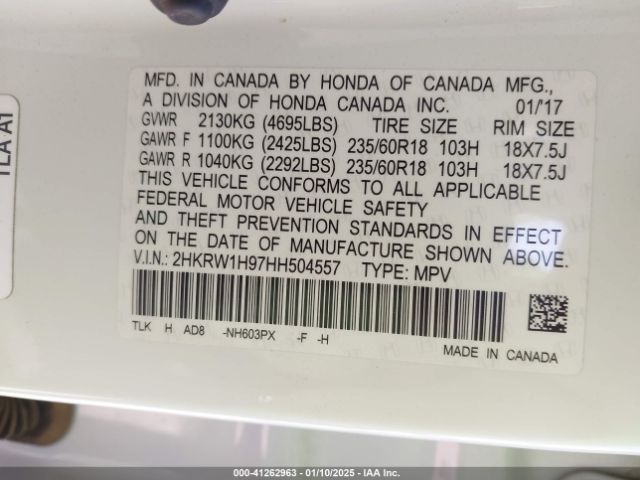 MFD. IN CANADA BY HONDA OF CANADA MFG.,
A DIVISION OF HONDA CANADA INC. 01/'17
GVWR 2130KG (4695LBS) TIRE SIZE RIM SIZE
GAWR F 1100KG (2425LBS) 235/60R18 103H 18X7.5J
GAWR R 1040KG (2292LBS) 235/60R18 103H 18X7.5J
THIS VEHICLE CONFORMS TO ALL APPLICABLE
FEDERAL MOTOR VEHICLE SAFETY
AND THEFT PREVENTION STANDARDS IN EFFECT
ON THE DATE OF MANUFACTURE SHOWN ABOVE.
V.I.N.: 2HKRW1H97HH504557 TYPE: MPV
TLK H AD8 -NH603PX -F -H
MADE IN CANADA
TLA A1
000-41262963 - 01/10/2025 - IAA Inc.